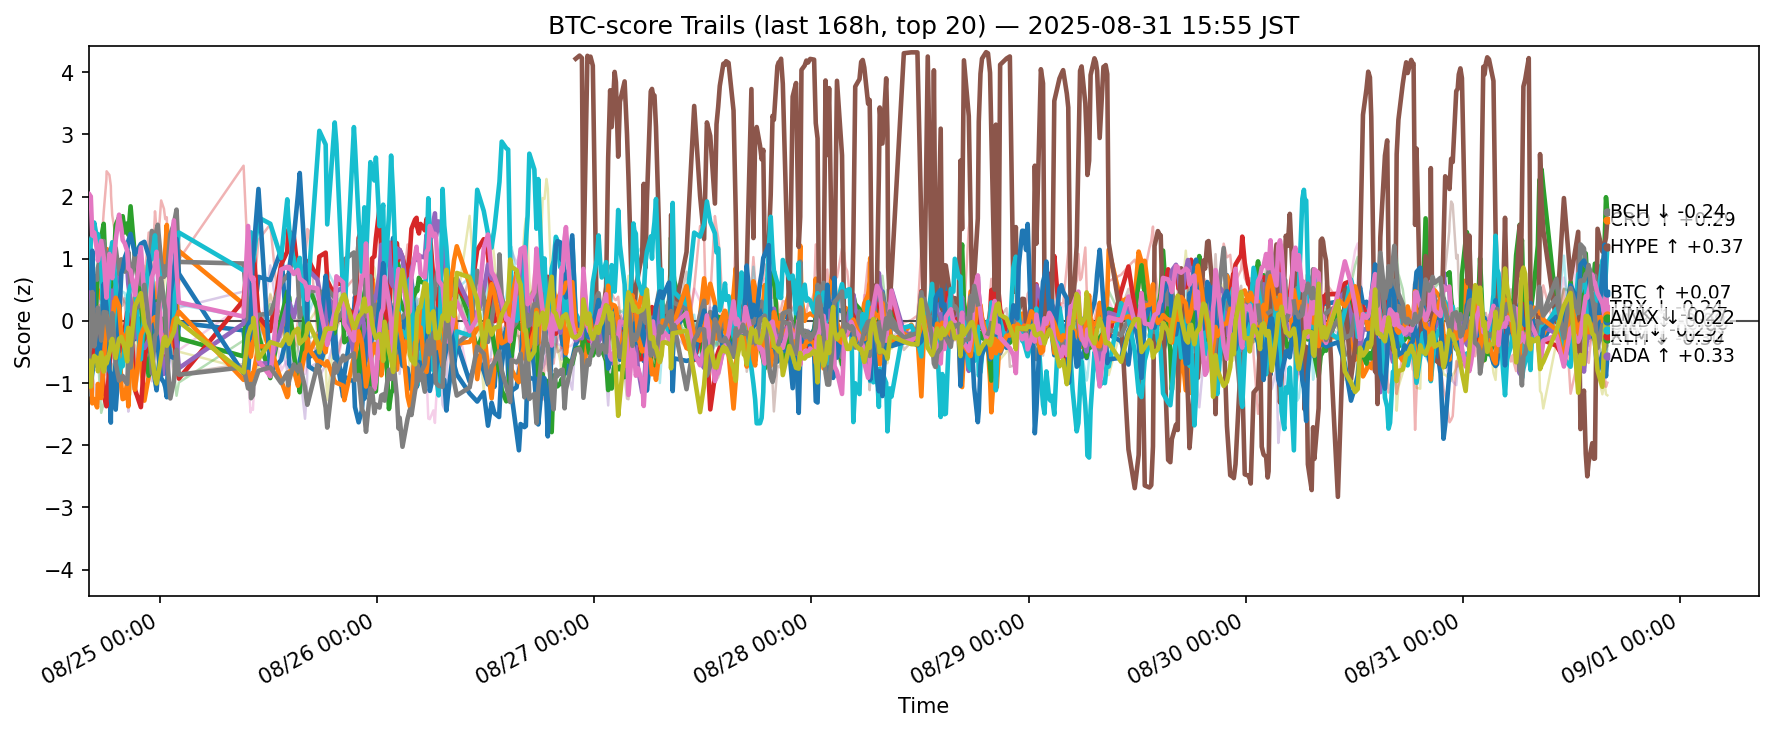 BTC-score Trails (last 168h, top 20) — 2025-08-31 15:55 JST
Score (z)
4
3
2
1
0
−1
−2
−3
−4
BCH ↓ -0.24
CRO ↑ +0.29
HYPE ↑ +0.37
BTC ↑ +0.07
AVAX ↓ -0.22
ADA ↑ +0.33
08/25 00:00
08/26 00:00
08/27 00:00
08/28 00:00
08/29 00:00
08/30 00:00
08/31 00:00
09/01 00:00
Time